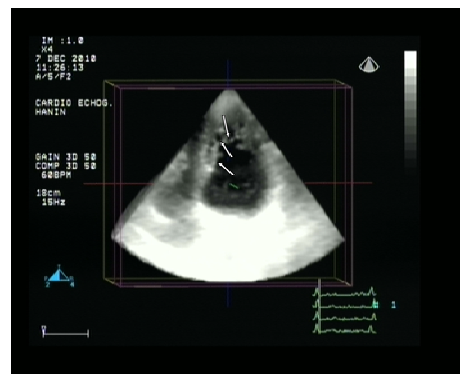 IM :1.0
X4
7 DEC 2010
11:26:13
A/S/F2
CARDIO ECHOG.
HANIN
GAIN 3D 50
COMP 3D 50
60BPM
18cm
15Hz
V
1